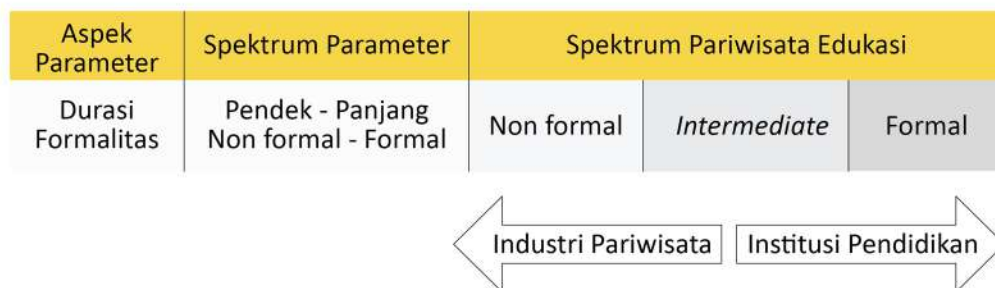 Aspek
Parameter
Spektrum Parameter
Spektrum Pariwisata Edukasi
Durasi
Formalitas
Pendek - Panjang
Non formal - Formal
Non formal
Intermediate
Formal
Industri Pariwisata
Institusi Pendidikan